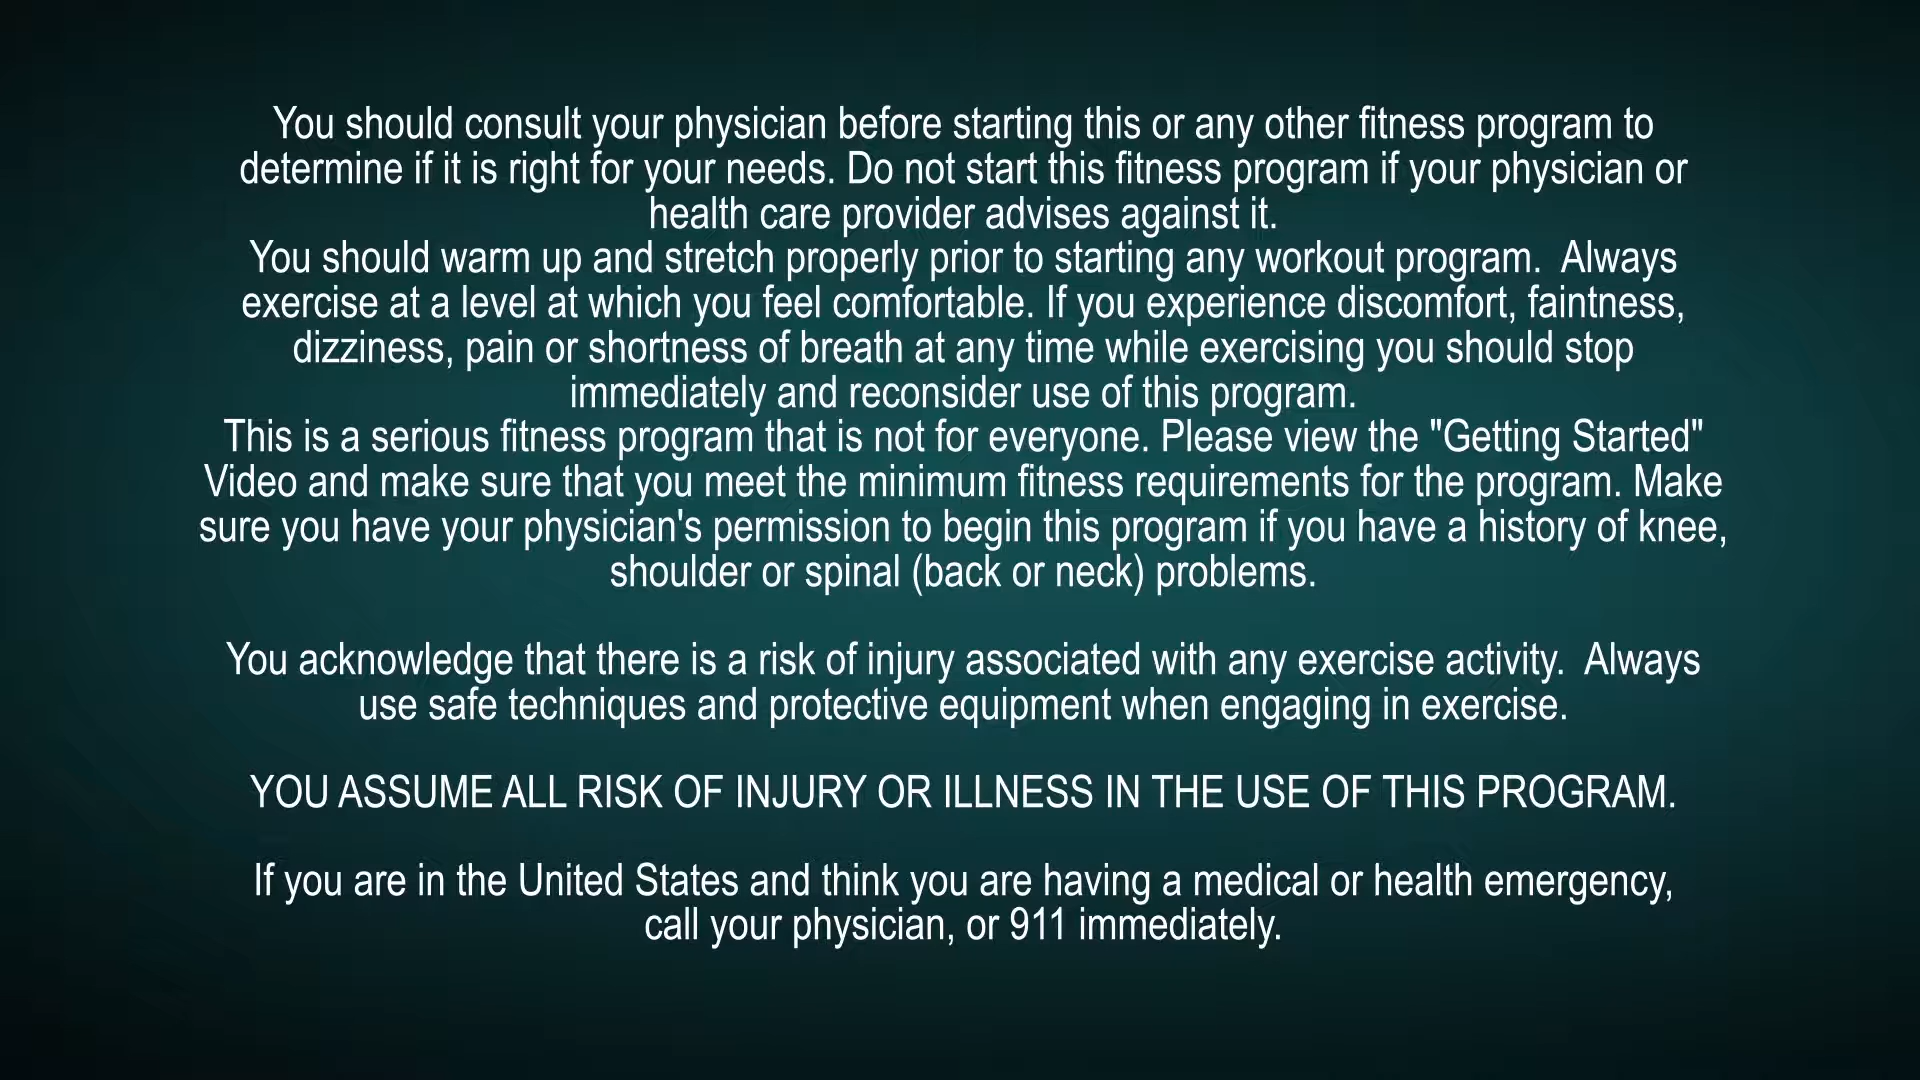 You should consult your physician before starting this or any other fitness program to
determine if it is right for your needs. Do not start this fitness program if your physician or
health care provider advises against it.
You should warm up and stretch properly prior to starting any workout program.  Always
exercise at a level at which you feel comfortable. If you experience discomfort, faintness,
dizziness, pain or shortness of breath at any time while exercising you should stop
immediately and reconsider use of this program.
This is a serious fitness program that is not for everyone. Please view the "Getting Started"
Video and make sure that you meet the minimum fitness requirements for the program. Make
sure you have your physician's permission to begin this program if you have a history of knee,
shoulder or spinal (back or neck) problems.
You acknowledge that there is a risk of injury associated with any exercise activity.  Always
use safe techniques and protective equipment when engaging in exercise.
YOU ASSUME ALL RISK OF INJURY OR ILLNESS IN THE USE OF THIS PROGRAM.
If you are in the United States and think you are having a medical or health emergency,
call your physician, or 911 immediately.